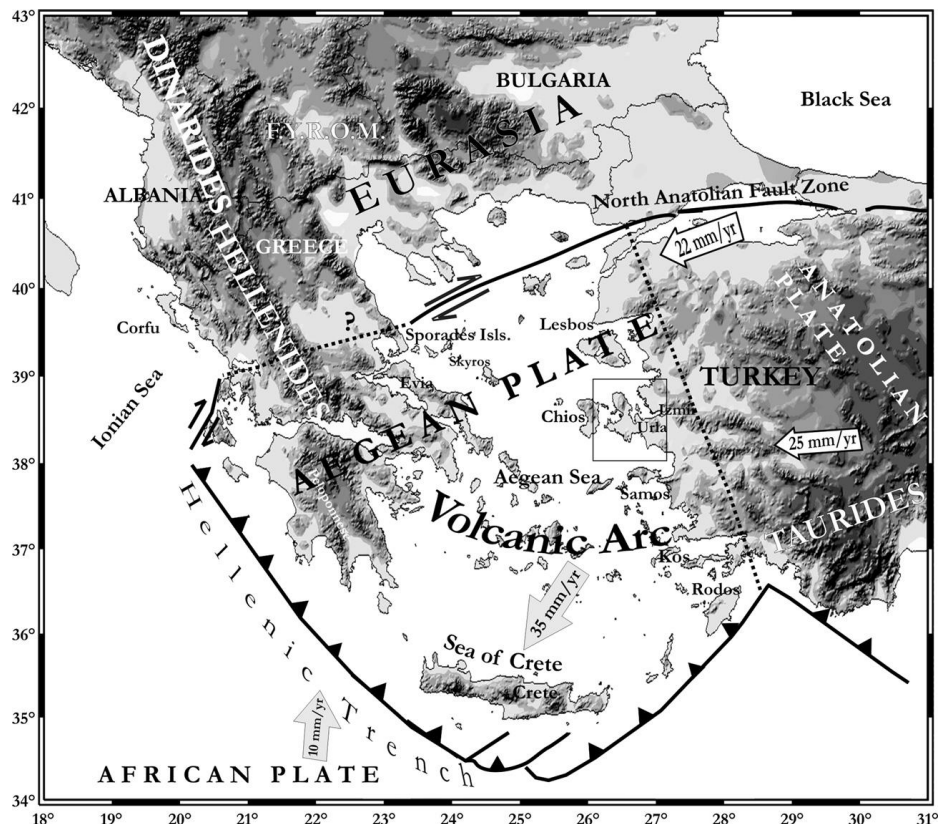 43°
42°
41°
40°
39°
38°
37°
36°
35°
34°
18°
19°
20°
21°
22°
23°
24°
25°
26°
27°
28°
29°
30°
31°
BULGARIA
Black Sea
DINARIDES HELLENIDES
F.Y.R.O.M.
EURASIA
ALBANIA
North Anatolian Fault Zone
GREECE
22 mm/yr
ANATOLIAN PLATE
?
Corfu
Sporades Isls.
Lesbos
Skyros
Evia
AEGEAN PLATE
TURKEY
Ionian Sea
Chios
Izmir
Urla
25 mm/yr
Aegean Sea
Samos
Volcanic Arc
TAURIDES
Kos
Rodos
35 mm/yr
Sea of Crete
Crete
Hellenic Trench
10 mm/yr
AFRICAN PLATE